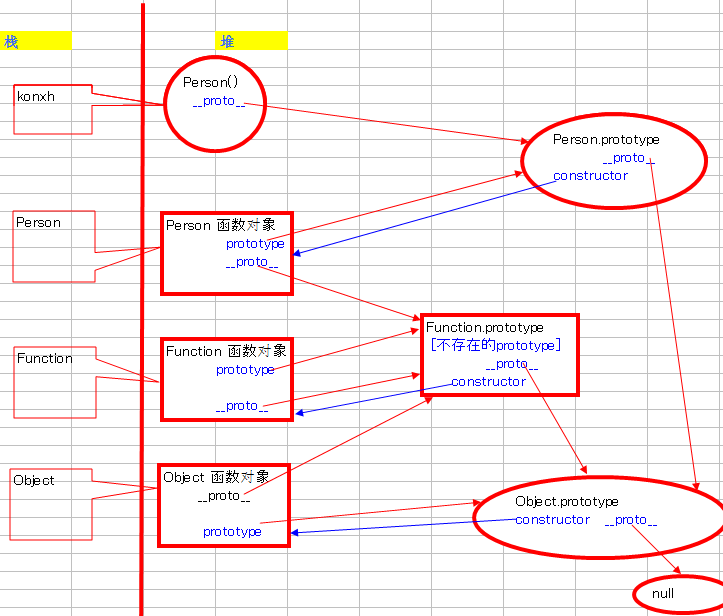 栈
堆
konxh
Person()
__proto__
Person.prototype
__proto__
constructor
Person
Person 函数对象
prototype
__proto__
Function.prototype
[不存在的prototype]
__proto__
constructor
Function
Function 函数对象
prototype
__proto__
Object
Object 函数对象
__proto__
prototype
Object.prototype
constructor __proto__
null